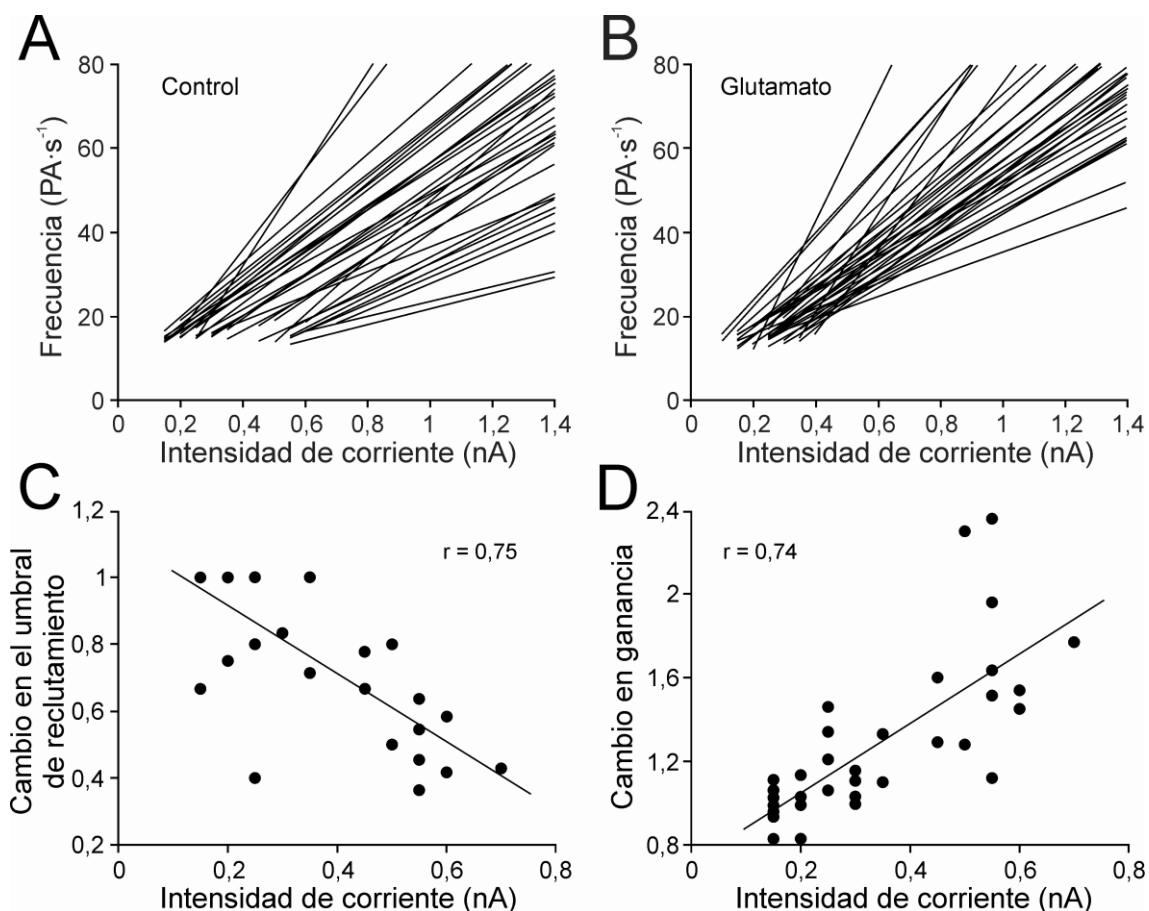 A
B
80
60
40
20
0
Frecuencia (PA·s⁻¹)
Control
0 0,2 0,4 0,6 0,8 1 1,2 1,4
Intensidad de corriente (nA)
80
60
40
20
0
Frecuencia (PA·s⁻¹)
Glutamato
0 0,2 0,4 0,6 0,8 1 1,2 1,4
Intensidad de corriente (nA)
C
D
1,2
1
0,8
0,6
0,4
0,2
Cambio en el umbral
de reclutamiento
r = 0,75
0 0,2 0,4 0,6 0,8
Intensidad de corriente (nA)
2,4
2
1,6
1,2
0,8
Cambio en ganancia
r = 0,74
0 0,2 0,4 0,6 0,8
Intensidad de corriente (nA)